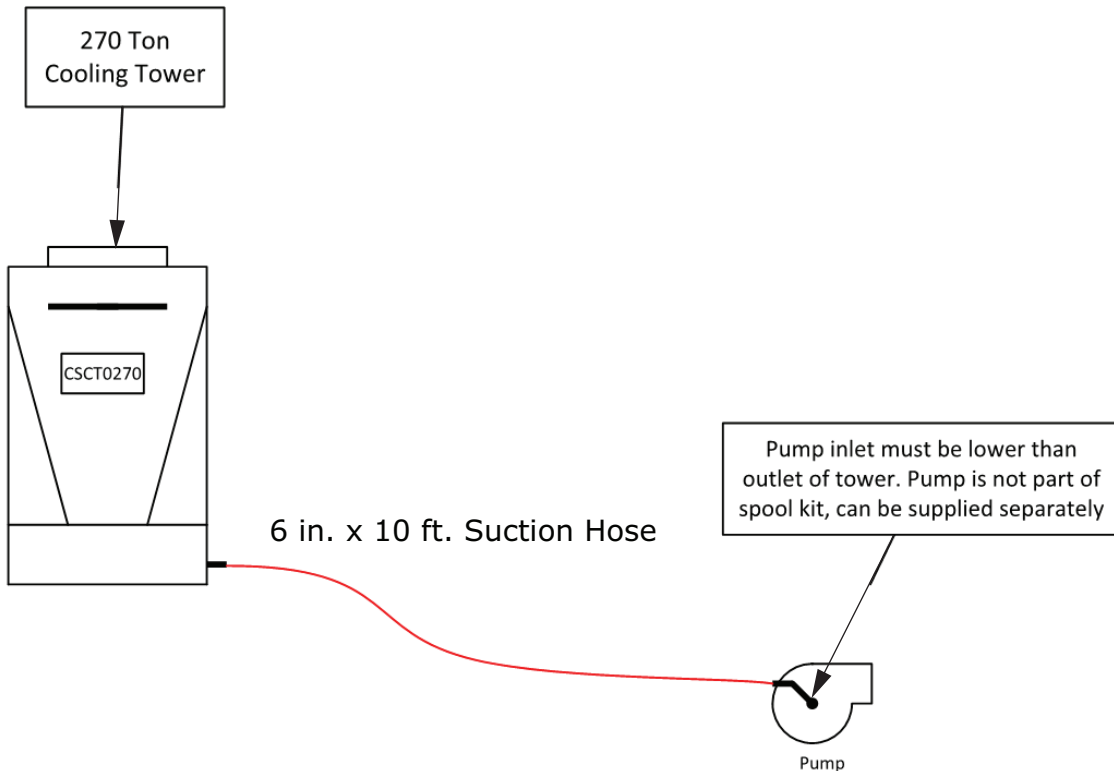 270 Ton
Cooling Tower
CSCT0270
Pump inlet must be lower than
outlet of tower. Pump is not part of
spool kit, can be supplied separately
6 in. x 10 ft. Suction Hose
Pump